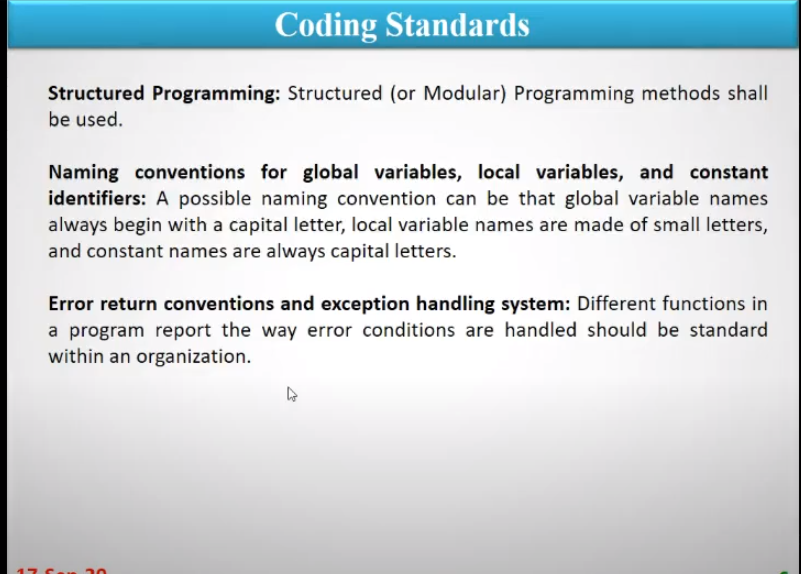 Coding Standards
Structured Programming: Structured (or Modular) Programming methods shall
be used.
Naming conventions for global variables, local variables, and constant
identifiers: A possible naming convention can be that global variable names
always begin with a capital letter, local variable names are made of small letters,
and constant names are always capital letters.
Error return conventions and exception handling system: Different functions in
a program report the way error conditions are handled should be standard
within an organization.